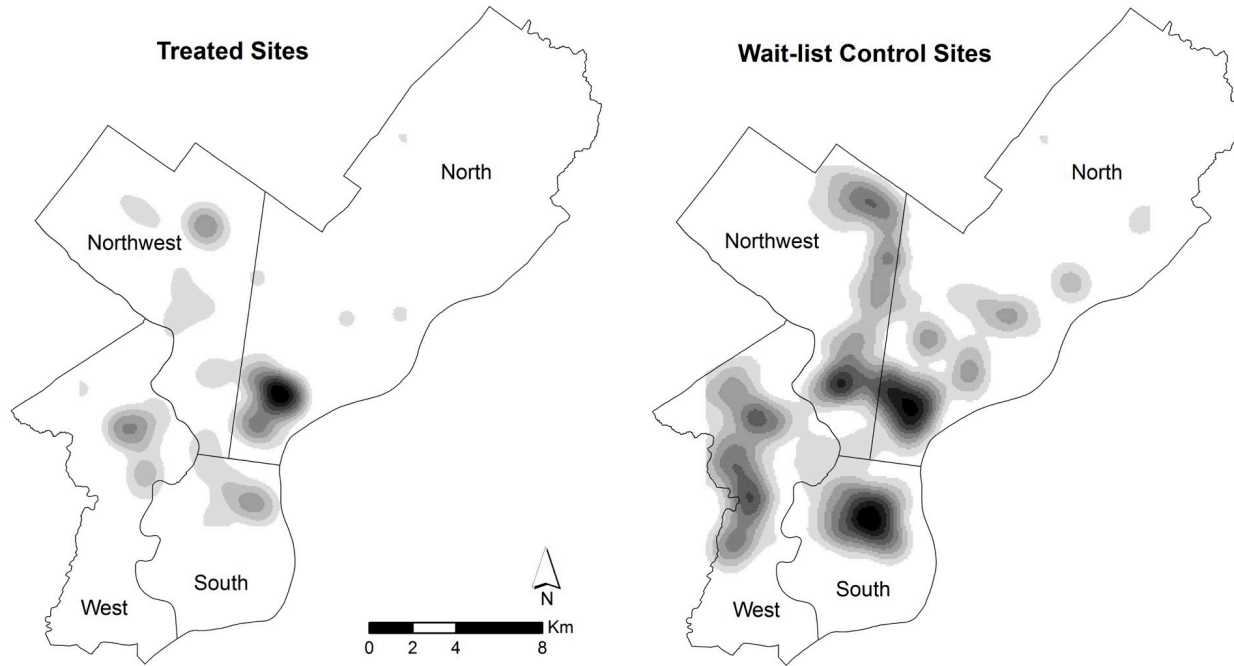 Treated Sites
North
Northwest
South
West
N
Km
0 2 4 8
Wait-list Control Sites
North
Northwest
South
West